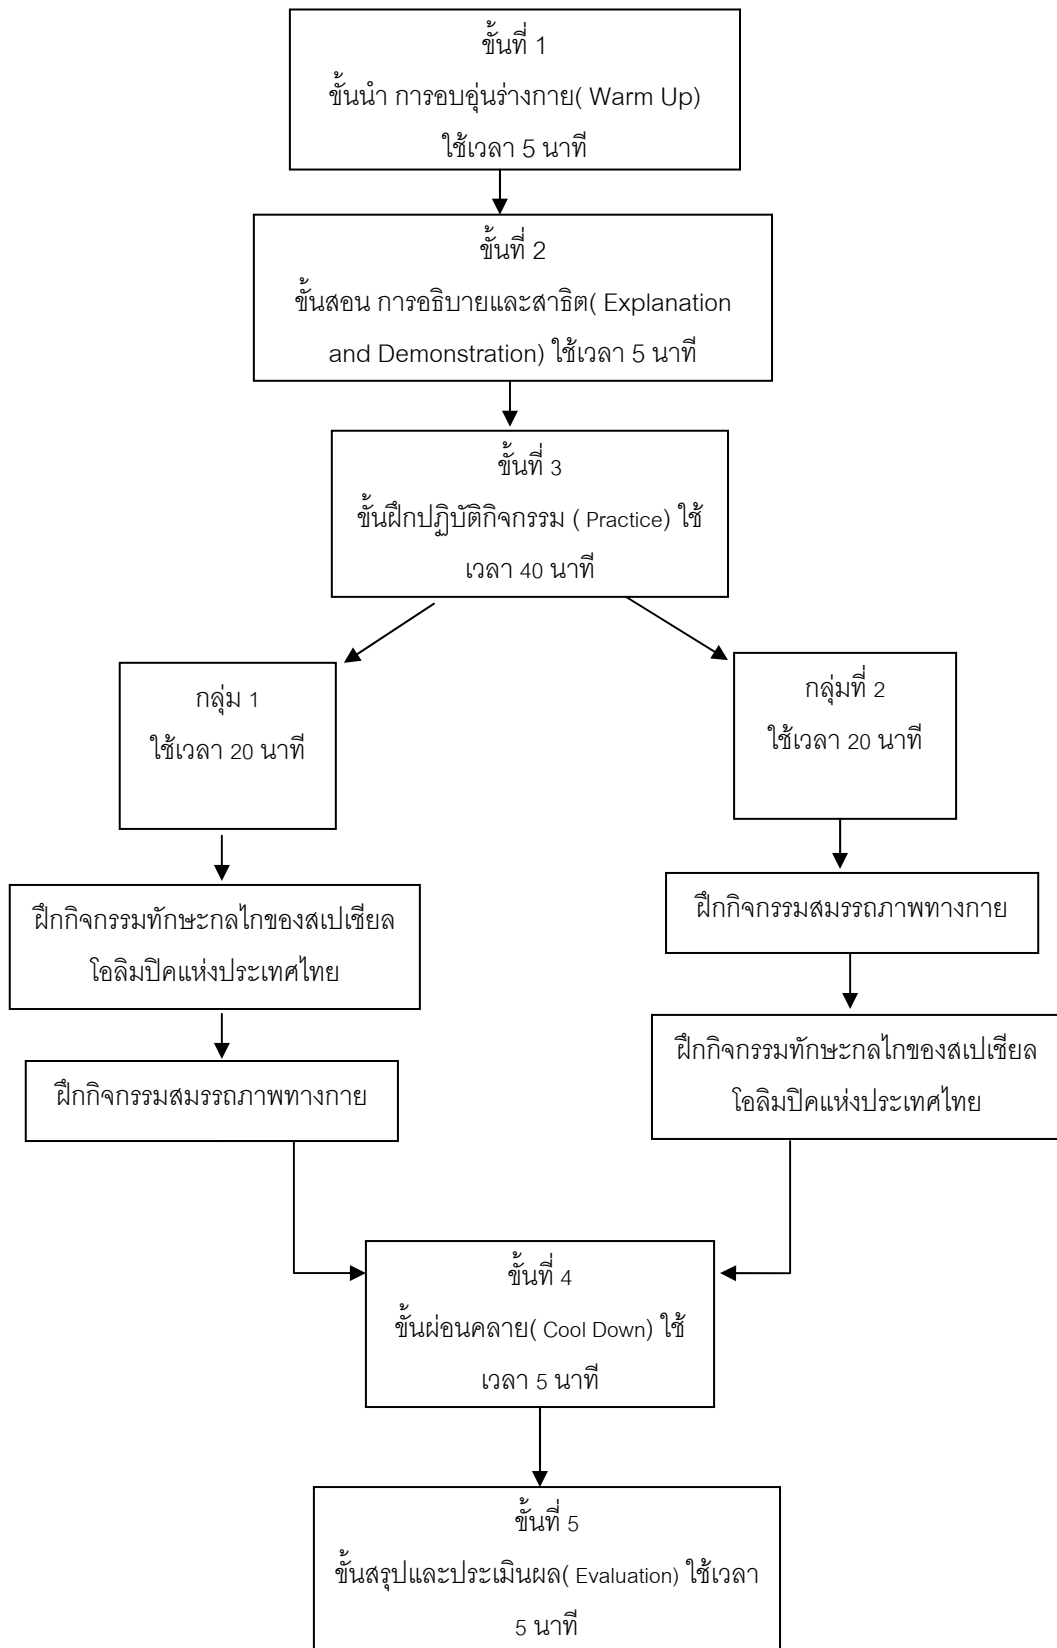 ขั้นที่ 1
ขั้นนำ การอบอุ่นร่างกาย( Warm Up)
ใช้เวลา 5 นาที
ขั้นที่ 2
ขั้นสอน การอธิบายและสาธิต( Explanation
and Demonstration) ใช้เวลา 5 นาที
ขั้นที่ 3
ขั้นฝึกปฏิบัติกิจกรรม ( Practice) ใช้
เวลา 40 นาที
กลุ่ม 1
ใช้เวลา 20 นาที
กลุ่มที่ 2
ใช้เวลา 20 นาที
ฝึกกิจกรรมทักษะกลไกของสเปเชียล
โอลิมปิคแห่งประเทศไทย
ฝึกกิจกรรมสมรรถภาพทางกาย
ฝึกกิจกรรมสมรรถภาพทางกาย
ฝึกกิจกรรมทักษะกลไกของสเปเชียล
โอลิมปิคแห่งประเทศไทย
ขั้นที่ 4
ขั้นผ่อนคลาย( Cool Down) ใช้
เวลา 5 นาที
ขั้นที่ 5
ขั้นสรุปและประเมินผล( Evaluation) ใช้เวลา
5 นาที